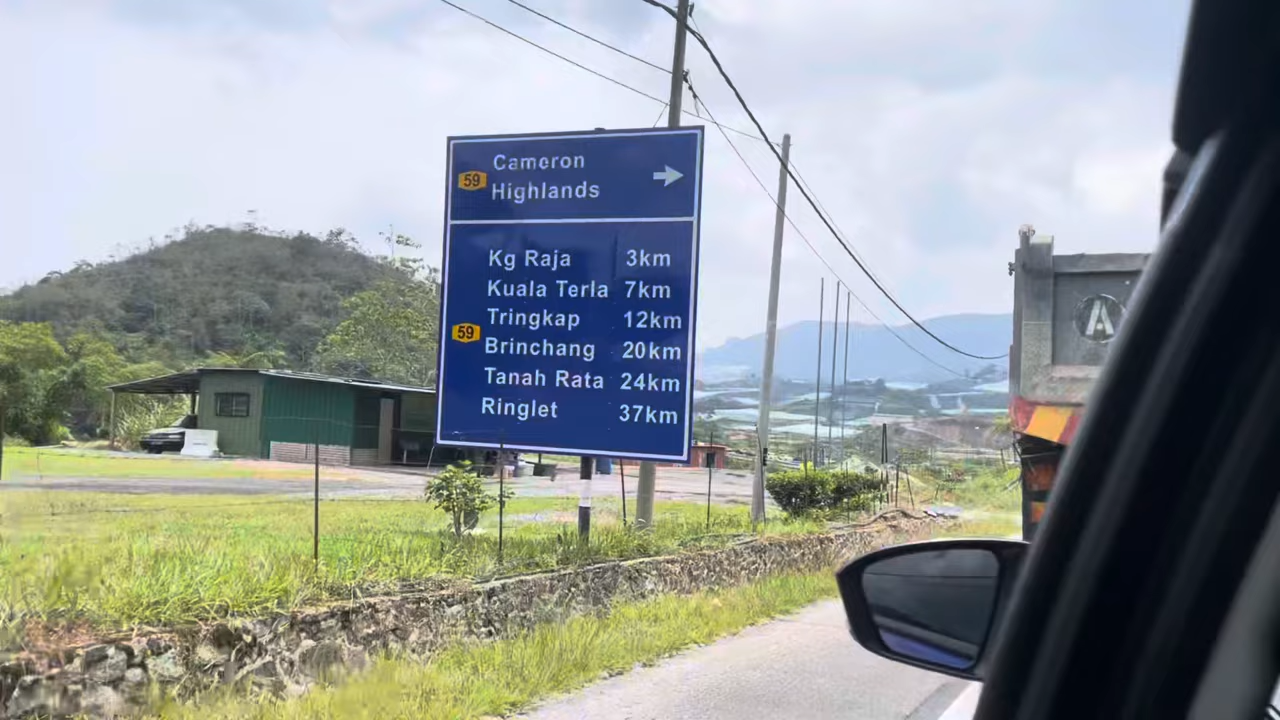 Cameron
59
Highlands
Kg Raja 3km
Kuala Terla 7km
Tringkap 12km
59
Brinchang 20km
Tanah Rata 24km
Ringlet 37km
A